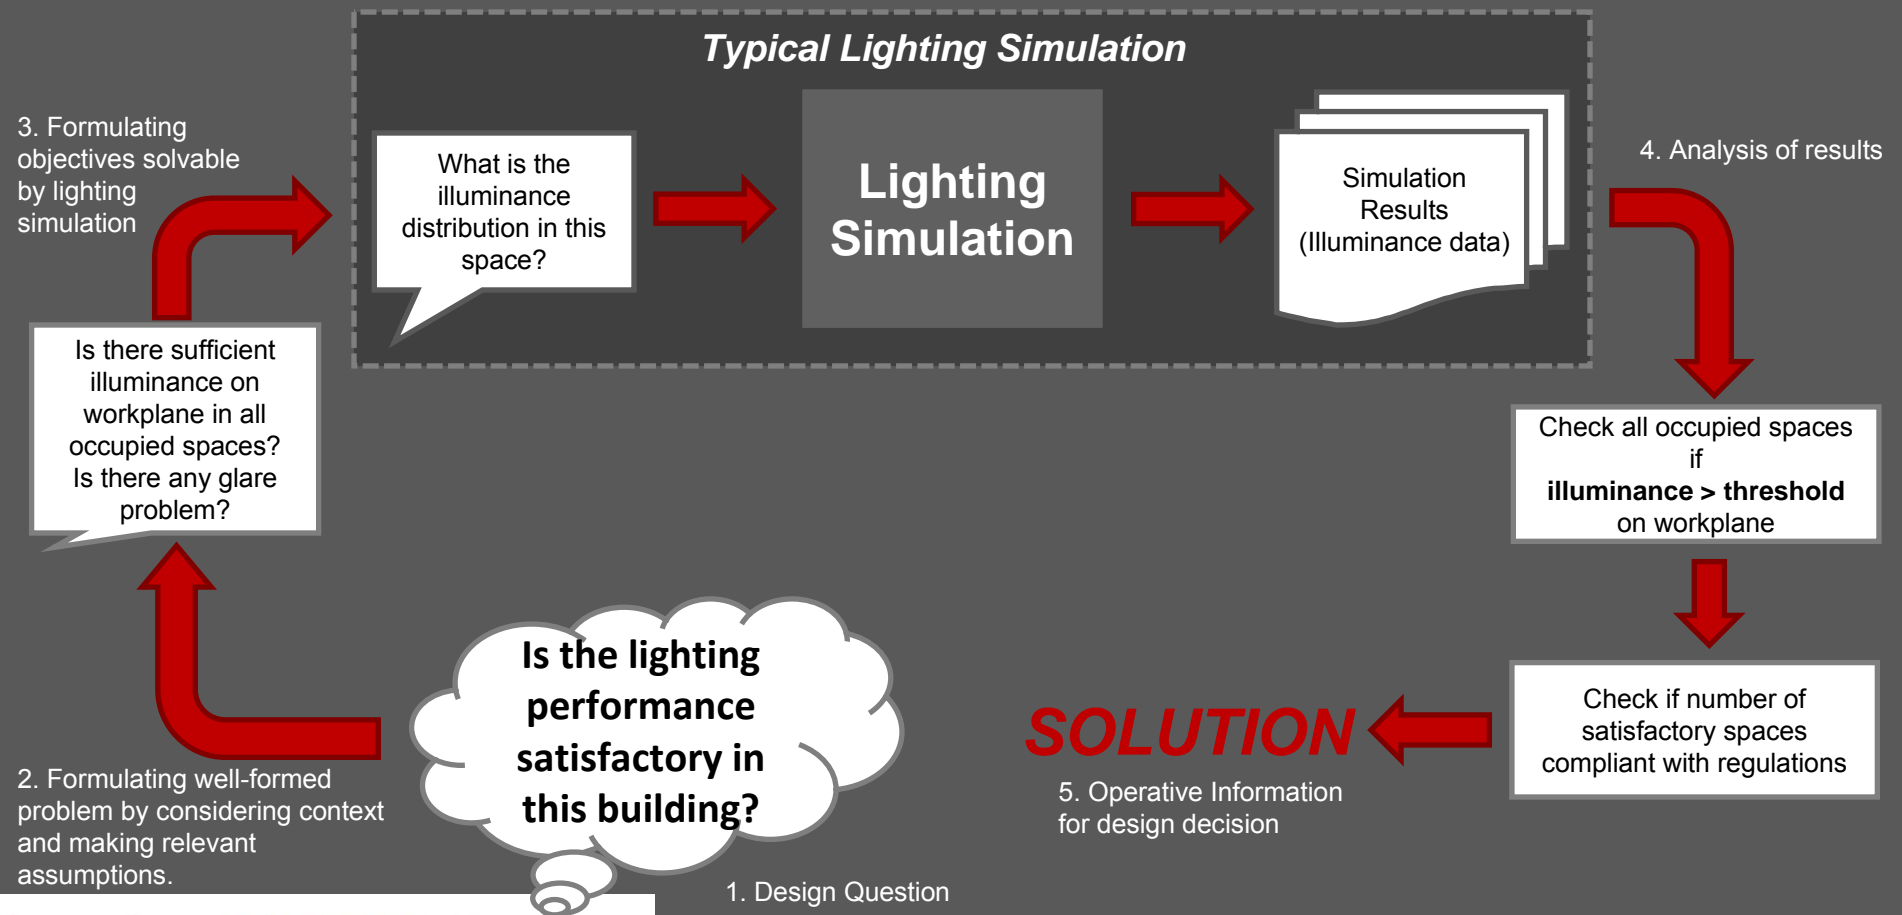 Typical Lighting Simulation
3. Formulating
objectives solvable
by lighting
simulation
What is the
illuminance
distribution in this
space?
Lighting
Simulation
Simulation
Results
(Illuminance data)
4. Analysis of results
Is there sufficient
illuminance on
workplane in all
occupied spaces?
Is there any glare
problem?
Check all occupied spaces
if
illuminance > threshold
on workplane
Is the lighting
performance
satisfactory in
this building?
SOLUTION
Check if number of
satisfactory spaces
compliant with regulations
2. Formulating well-formed
problem by considering context
and making relevant
assumptions.
5. Operative Information
for design decision
1. Design Question